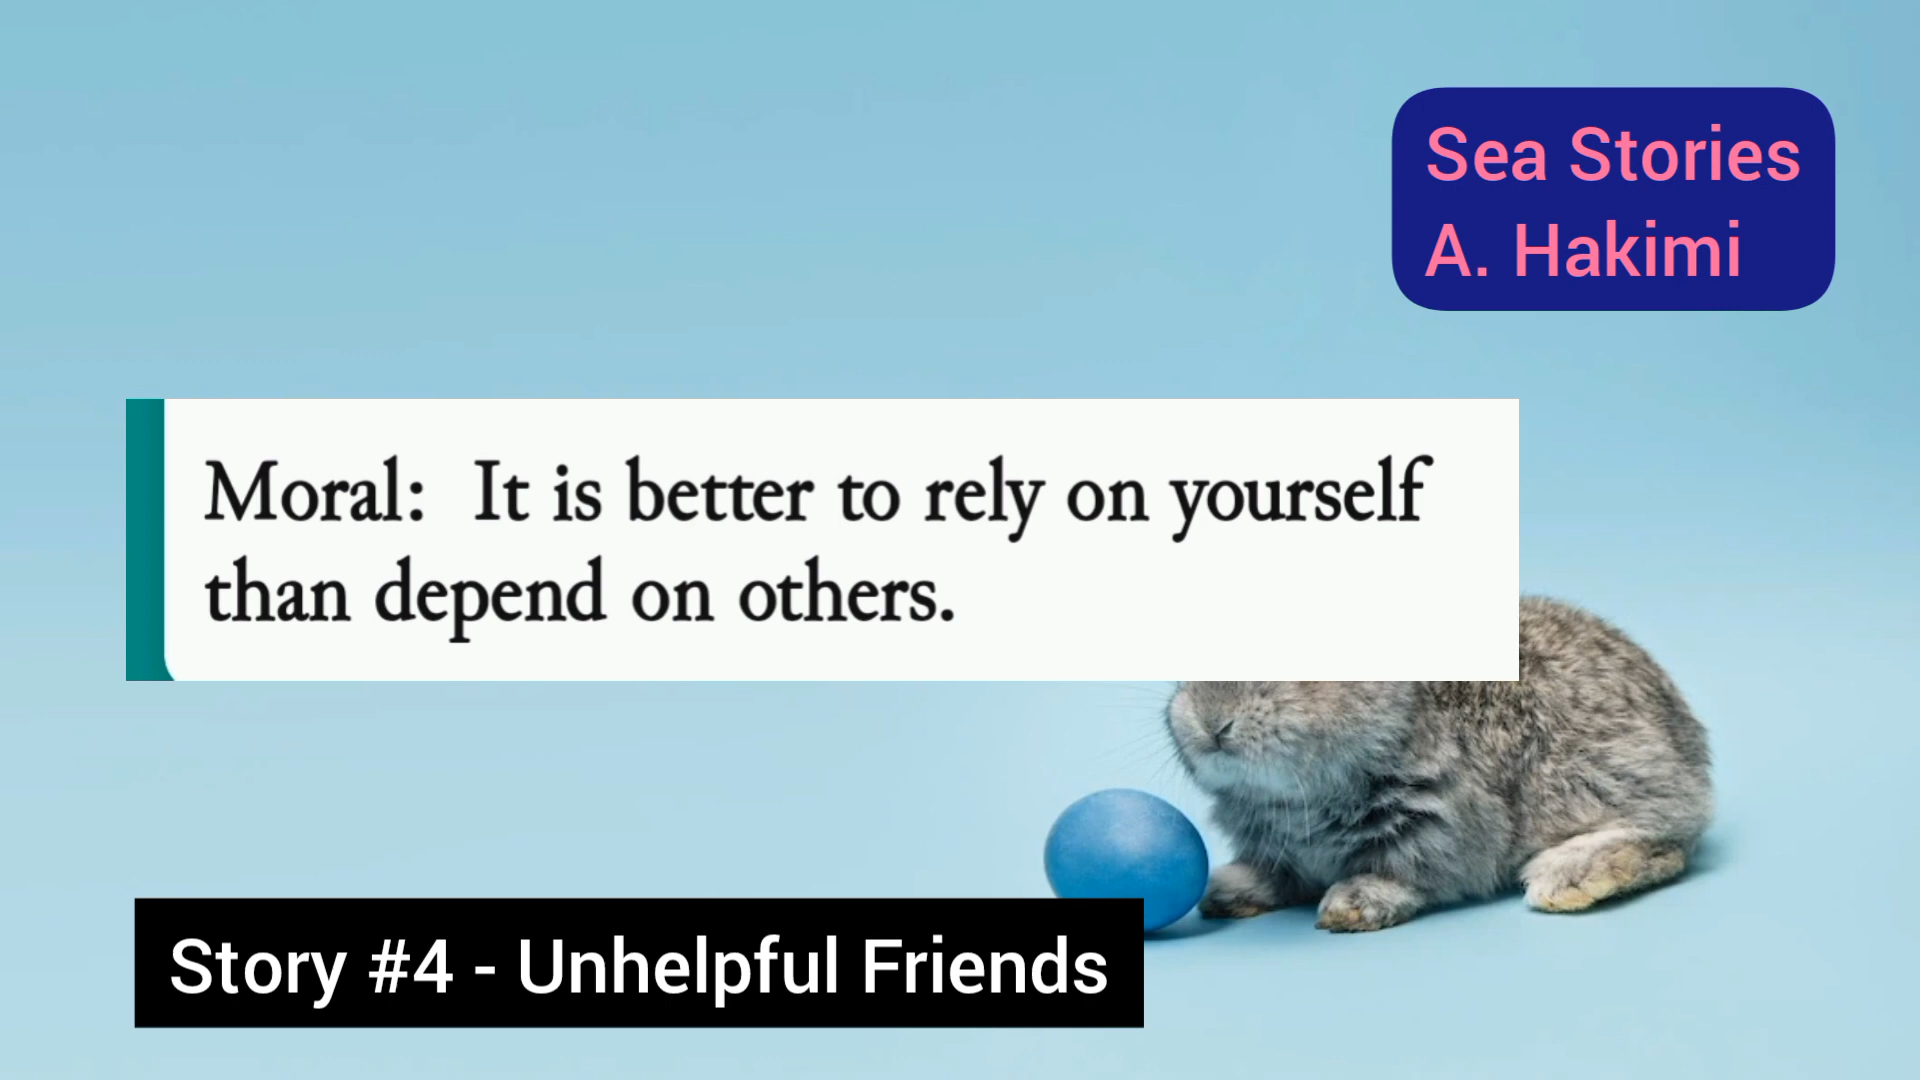 Sea Stories
A. Hakimi
Moral: It is better to rely on yourself
than depend on others.
Story #4 - Unhelpful Friends